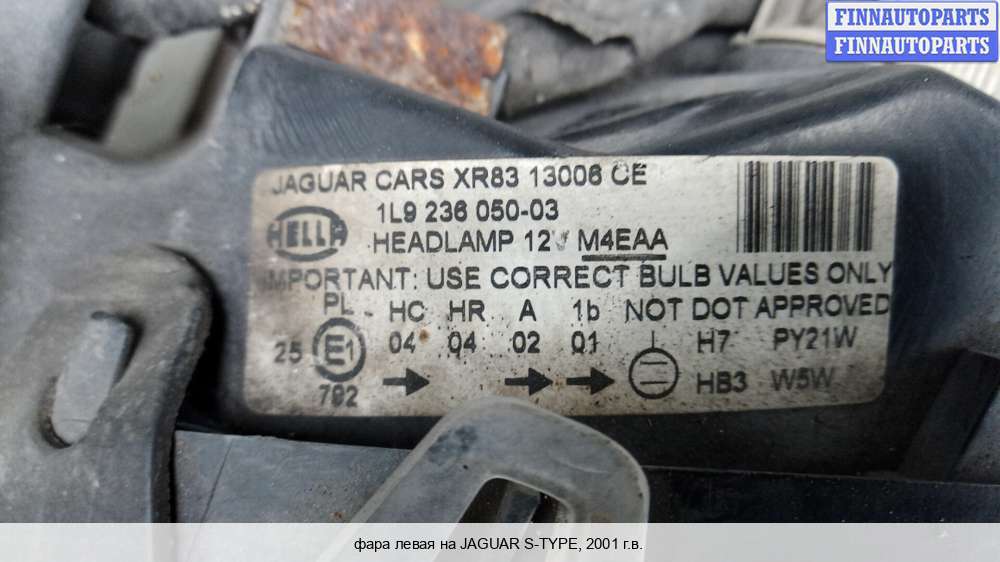 FINNAUTOPARTS
FINNAUTOPARTS
JAGUAR CARS XR83 13006 CE
1L9 236 050-03
HELLA HEADLAMP 12V M4EAA
IMPORTANT: USE CORRECT BULB VALUES ONLY
PL HC HR A 1b NOT DOT APPROVED
25 E1 04 04 02 01 H7 PY21W
792 HB3 W5W
фара левая на JAGUAR S-TYPE, 2001 г.в.